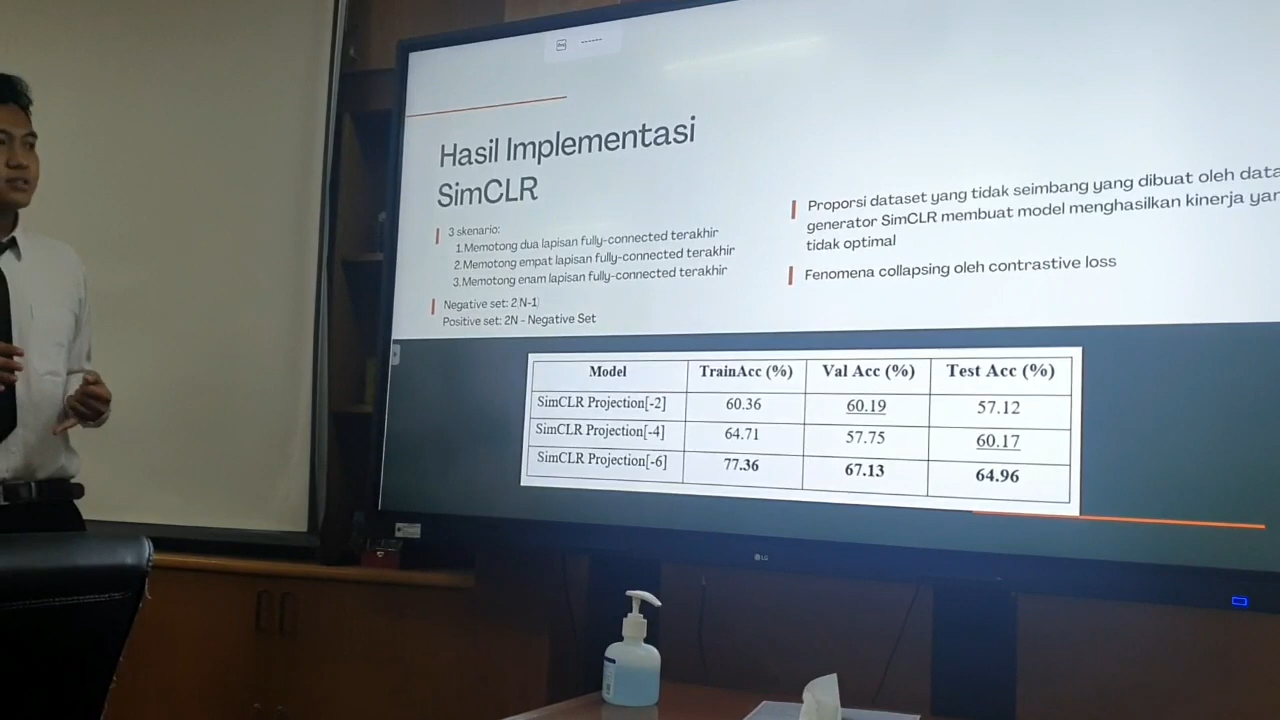 Hasil Implementasi
SimCLR
3 skenario:
1.Memotong dua lapisan fully-connected terakhir
2.Memotong empat lapisan fully-connected terakhir
3.Memotong enam lapisan fully-connected terakhir
Negative set: 2(N-1)
Positive set: 2N - Negative Set
Proporsi dataset yang tidak seimbang yang dibuat oleh data
generator SimCLR membuat model menghasilkan kinerja
tidak optimal
Fenomena collapsing oleh contrastive loss
Model TrainAcc (%) Val Acc (%) Test Acc (%)
SimCLR Projection[-2] 60.36 60.19 57.12
SimCLR Projection[-4] 64.71 57.75 60.17
SimCLR Projection[-6] 77.36 67.13 64.96
LG